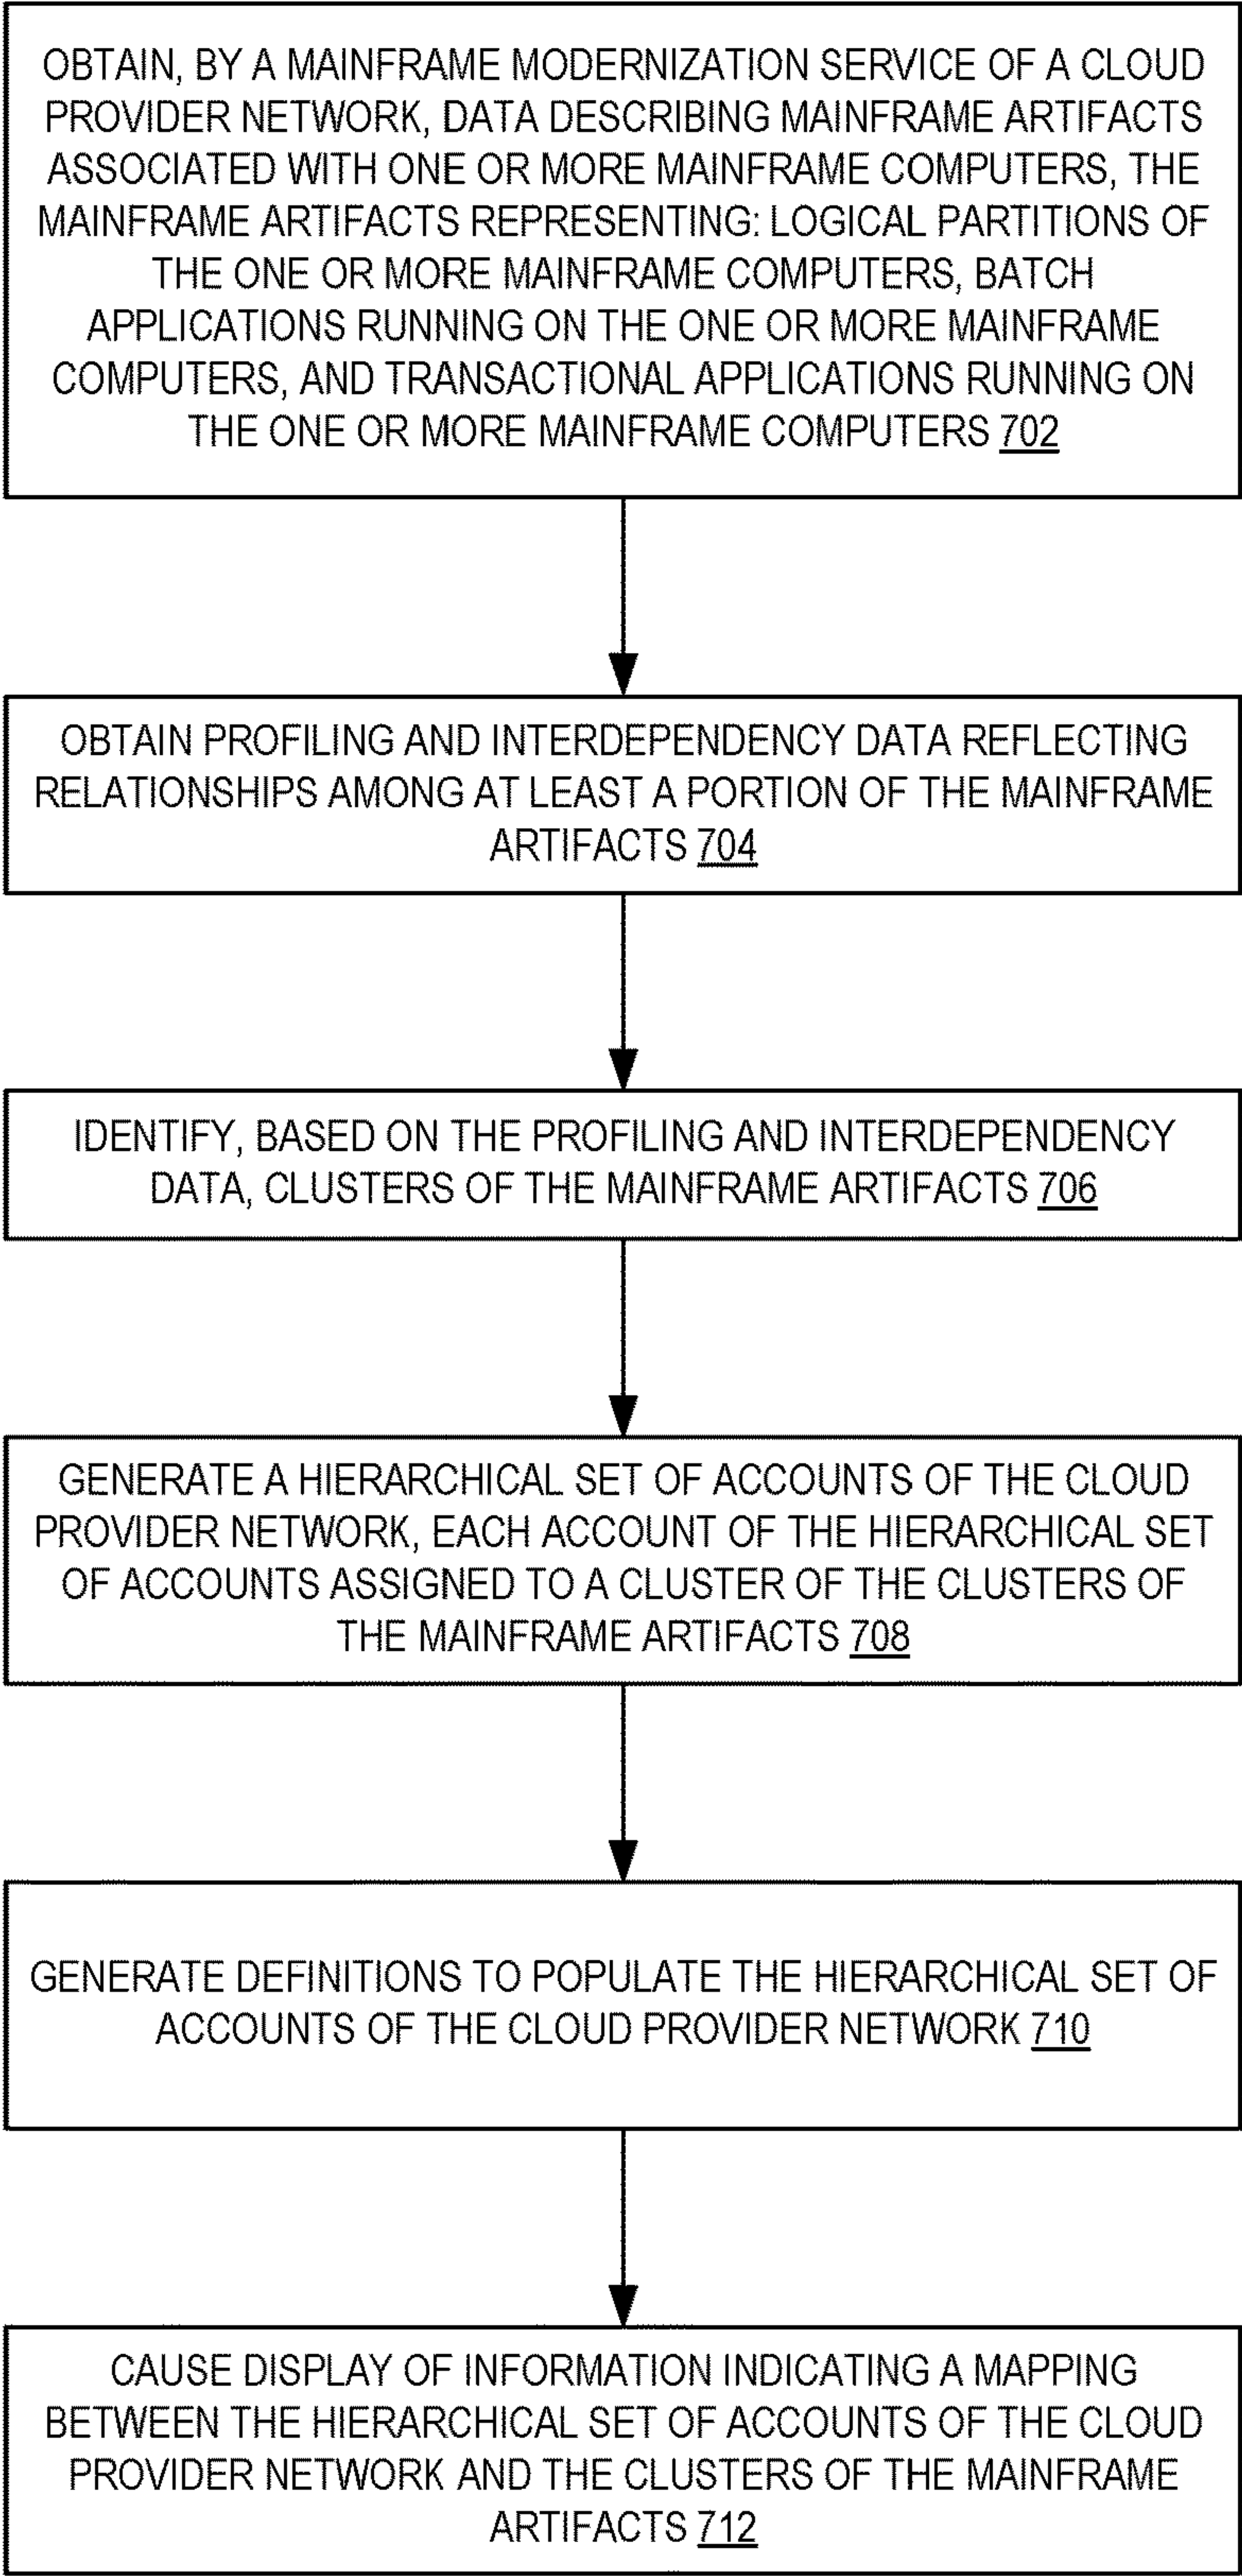 OBTAIN, BY A MAINFRAME MODERNIZATION SERVICE OF A CLOUD
PROVIDER NETWORK, DATA DESCRIBING MAINFRAME ARTIFACTS
ASSOCIATED WITH ONE OR MORE MAINFRAME COMPUTERS, THE
MAINFRAME ARTIFACTS REPRESENTING: LOGICAL PARTITIONS OF
THE ONE OR MORE MAINFRAME COMPUTERS, BATCH
APPLICATIONS RUNNING ON THE ONE OR MORE MAINFRAME
COMPUTERS, AND TRANSACTIONAL APPLICATIONS RUNNING ON
THE ONE OR MORE MAINFRAME COMPUTERS 702
OBTAIN PROFILING AND INTERDEPENDENCY DATA REFLECTING
RELATIONSHIPS AMONG AT LEAST A PORTION OF THE MAINFRAME
ARTIFACTS 704
IDENTIFY, BASED ON THE PROFILING AND INTERDEPENDENCY
DATA, CLUSTERS OF THE MAINFRAME ARTIFACTS 706
GENERATE A HIERARCHICAL SET OF ACCOUNTS OF THE CLOUD
PROVIDER NETWORK, EACH ACCOUNT OF THE HIERARCHICAL SET
OF ACCOUNTS ASSIGNED TO A CLUSTER OF THE CLUSTERS OF
THE MAINFRAME ARTIFACTS 708
GENERATE DEFINITIONS TO POPULATE THE HIERARCHICAL SET OF
ACCOUNTS OF THE CLOUD PROVIDER NETWORK 710
CAUSE DISPLAY OF INFORMATION INDICATING A MAPPING
BETWEEN THE HIERARCHICAL SET OF ACCOUNTS OF THE CLOUD
PROVIDER NETWORK AND THE CLUSTERS OF THE MAINFRAME
ARTIFACTS 712